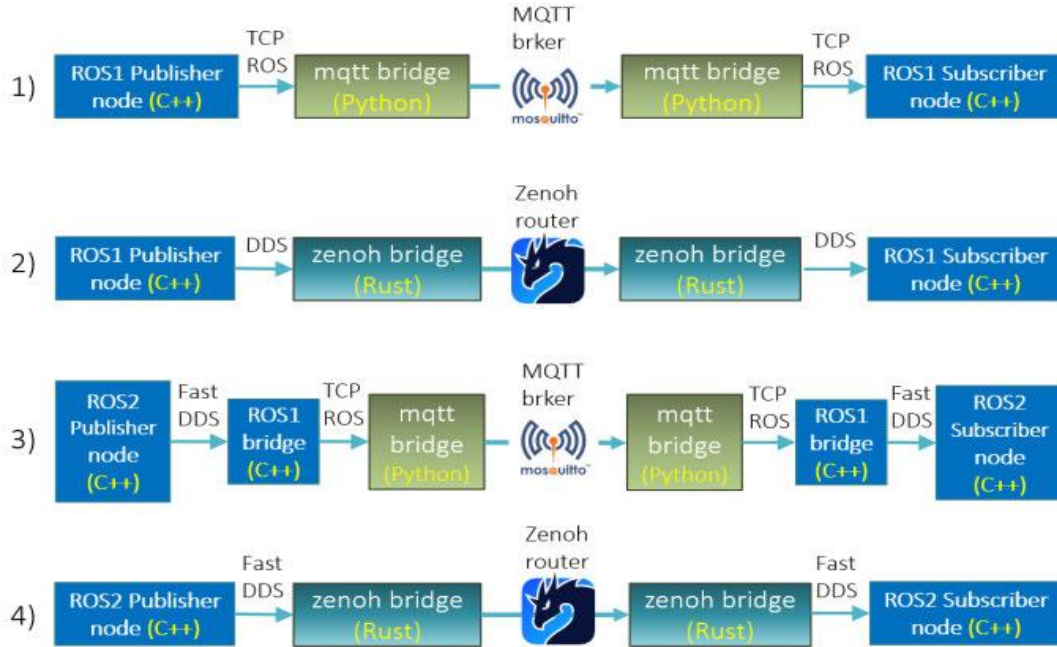 MQTT
brker
TCP
ROS
TCP
ROS
1)
ROS1 Publisher
node (C++)
mqtt bridge
(Python)
mosquitto™
mqtt bridge
(Python)
ROS1 Subscriber
node (C++)
Zenoh
router
2)
ROS1 Publisher
node (C++)
DDS
zenoh bridge
(Rust)
zenoh bridge
(Rust)
DDS
ROS1 Subscriber
node (C++)
MQTT
brker
3)
ROS2
Publisher
node
(C++)
Fast
DDS
ROS1
bridge
(C++)
TCP
ROS
mqtt
bridge
(Python)
mosquitto™
mqtt
bridge
(Python)
TCP
ROS
ROS1
bridge
(C++)
Fast
DDS
ROS2
Subscriber
node
(C++)
Zenoh
router
4)
ROS2 Publisher
node (C++)
Fast
DDS
zenoh bridge
(Rust)
zenoh bridge
(Rust)
Fast
DDS
ROS2 Subscriber
node (C++)